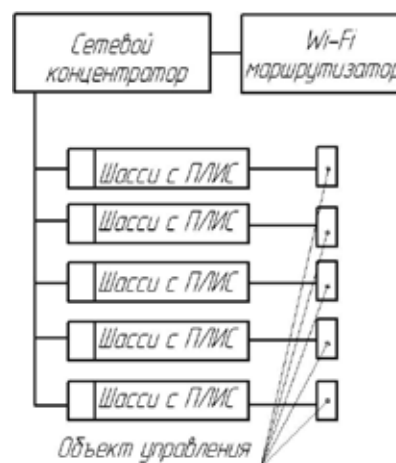 Сетевой
концентратор
Wi-Fi
маршрутизатор
Шасси с ПЛИС
Шасси с ПЛИС
Шасси с ПЛИС
Шасси с ПЛИС
Шасси с ПЛИС
Объект управления